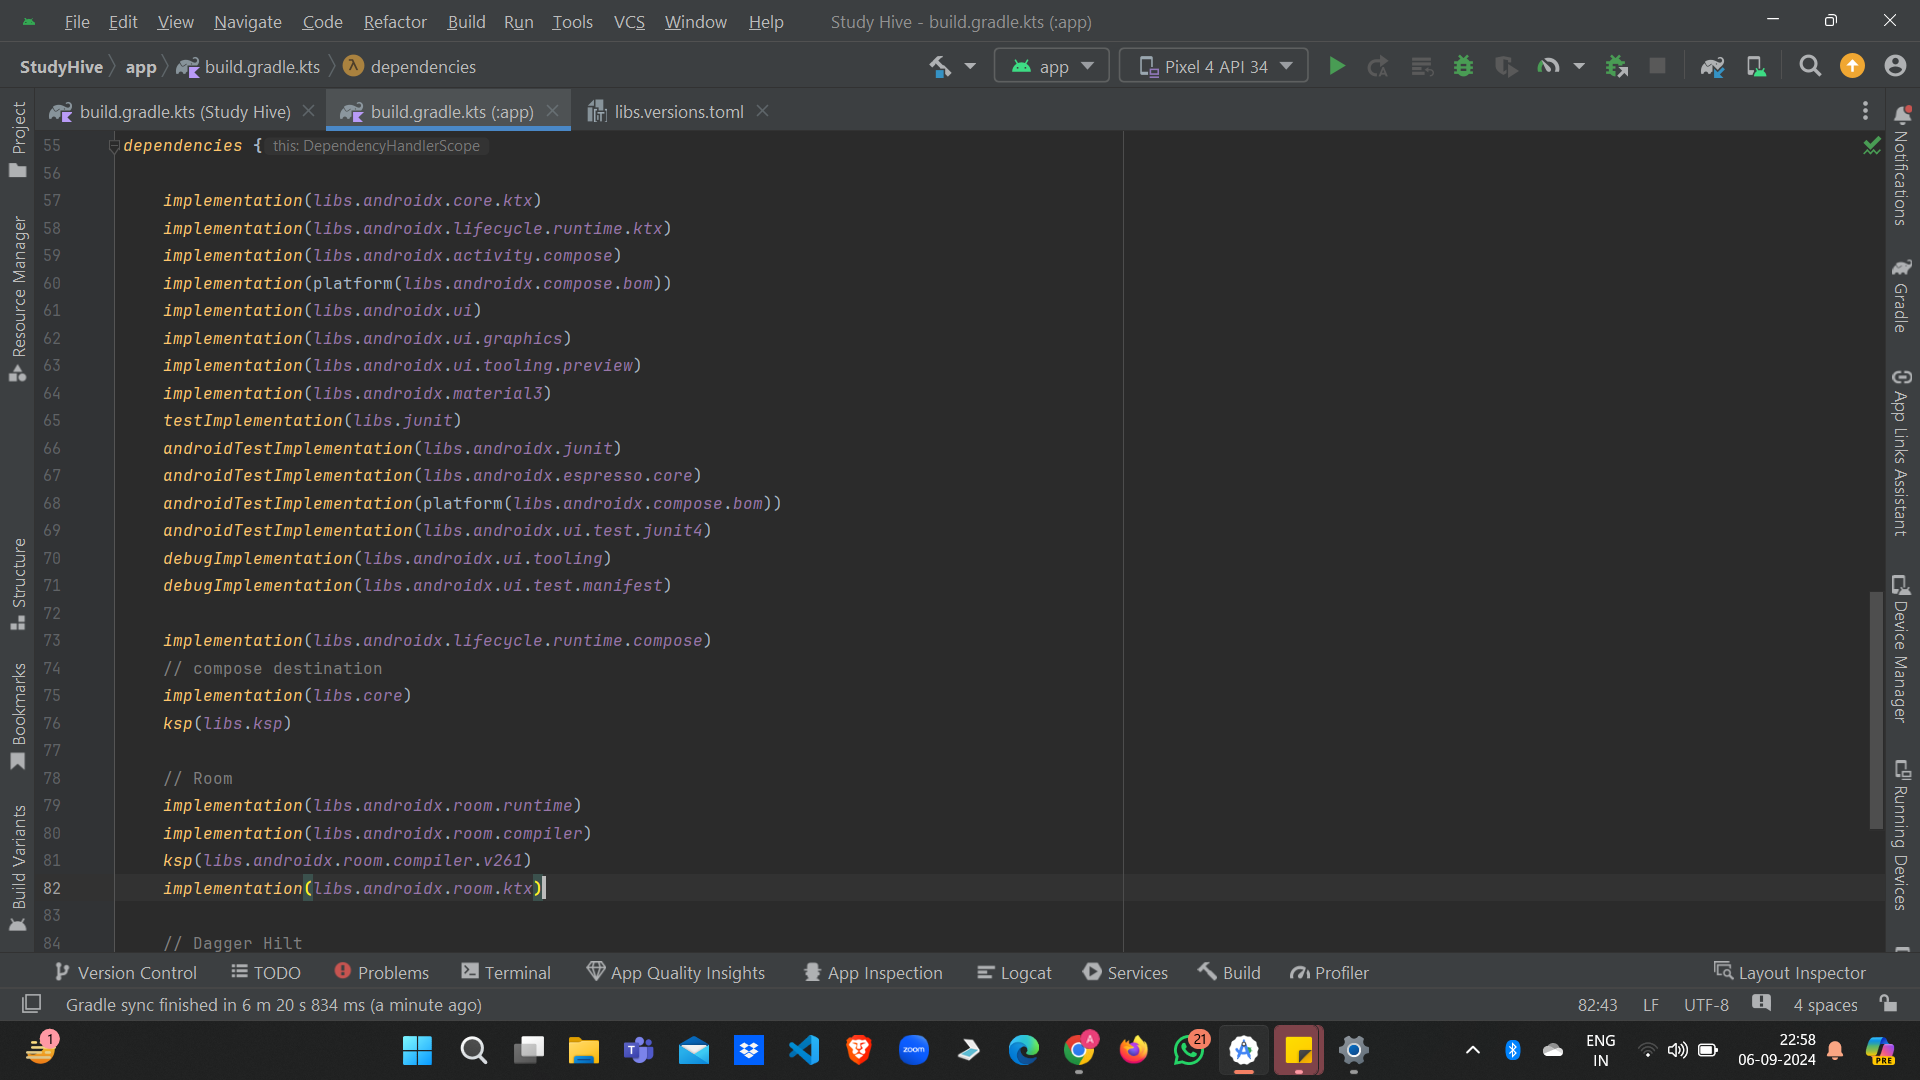 File Edit View Navigate Code Refactor Build Run Tools VCS Window Help Study Hive - build.gradle.kts (:app)
StudyHive app build.gradle.kts dependencies app Pixel 4 API 34
build.gradle.kts (Study Hive) build.gradle.kts (:app) libs.versions.toml
55 dependencies { this: DependencyHandlerScope
56
57 implementation(libs.androidx.core.ktx)
58 implementation(libs.androidx.lifecycle.runtime.ktx)
59 implementation(libs.androidx.activity.compose)
60 implementation(platform(libs.androidx.compose.bom))
61 implementation(libs.androidx.ui)
62 implementation(libs.androidx.ui.graphics)
63 implementation(libs.androidx.ui.tooling.preview)
64 implementation(libs.androidx.material3)
65 testImplementation(libs.junit)
66 androidTestImplementation(libs.androidx.junit)
67 androidTestImplementation(libs.androidx.espresso.core)
68 androidTestImplementation(platform(libs.androidx.compose.bom))
69 androidTestImplementation(libs.androidx.ui.test.junit4)
70 debugImplementation(libs.androidx.ui.tooling)
71 debugImplementation(libs.androidx.ui.test.manifest)
72
73 implementation(libs.androidx.lifecycle.runtime.compose)
74 // compose destination
75 implementation(libs.core)
76 ksp(libs.ksp)
77
78 // Room
79 implementation(libs.androidx.room.runtime)
80 implementation(libs.androidx.room.compiler)
81 ksp(libs.androidx.room.compiler.v261)
82 implementation(libs.androidx.room.ktx)
83
84 // Dagger Hilt
Project
Resource Manager
Structure
Bookmarks
Build Variants
Notifications
Gradle
App Links Assistant
Device Manager
Running Devices
Version Control TODO Problems Terminal App Quality Insights App Inspection Logcat Services Build Profiler Layout Inspector
Gradle sync finished in 6 m 20 s 834 ms (a minute ago) 82:43 LF UTF-8 4 spaces
1 zoom A 21 ENG 22:58
IN 06-09-2024 PRE